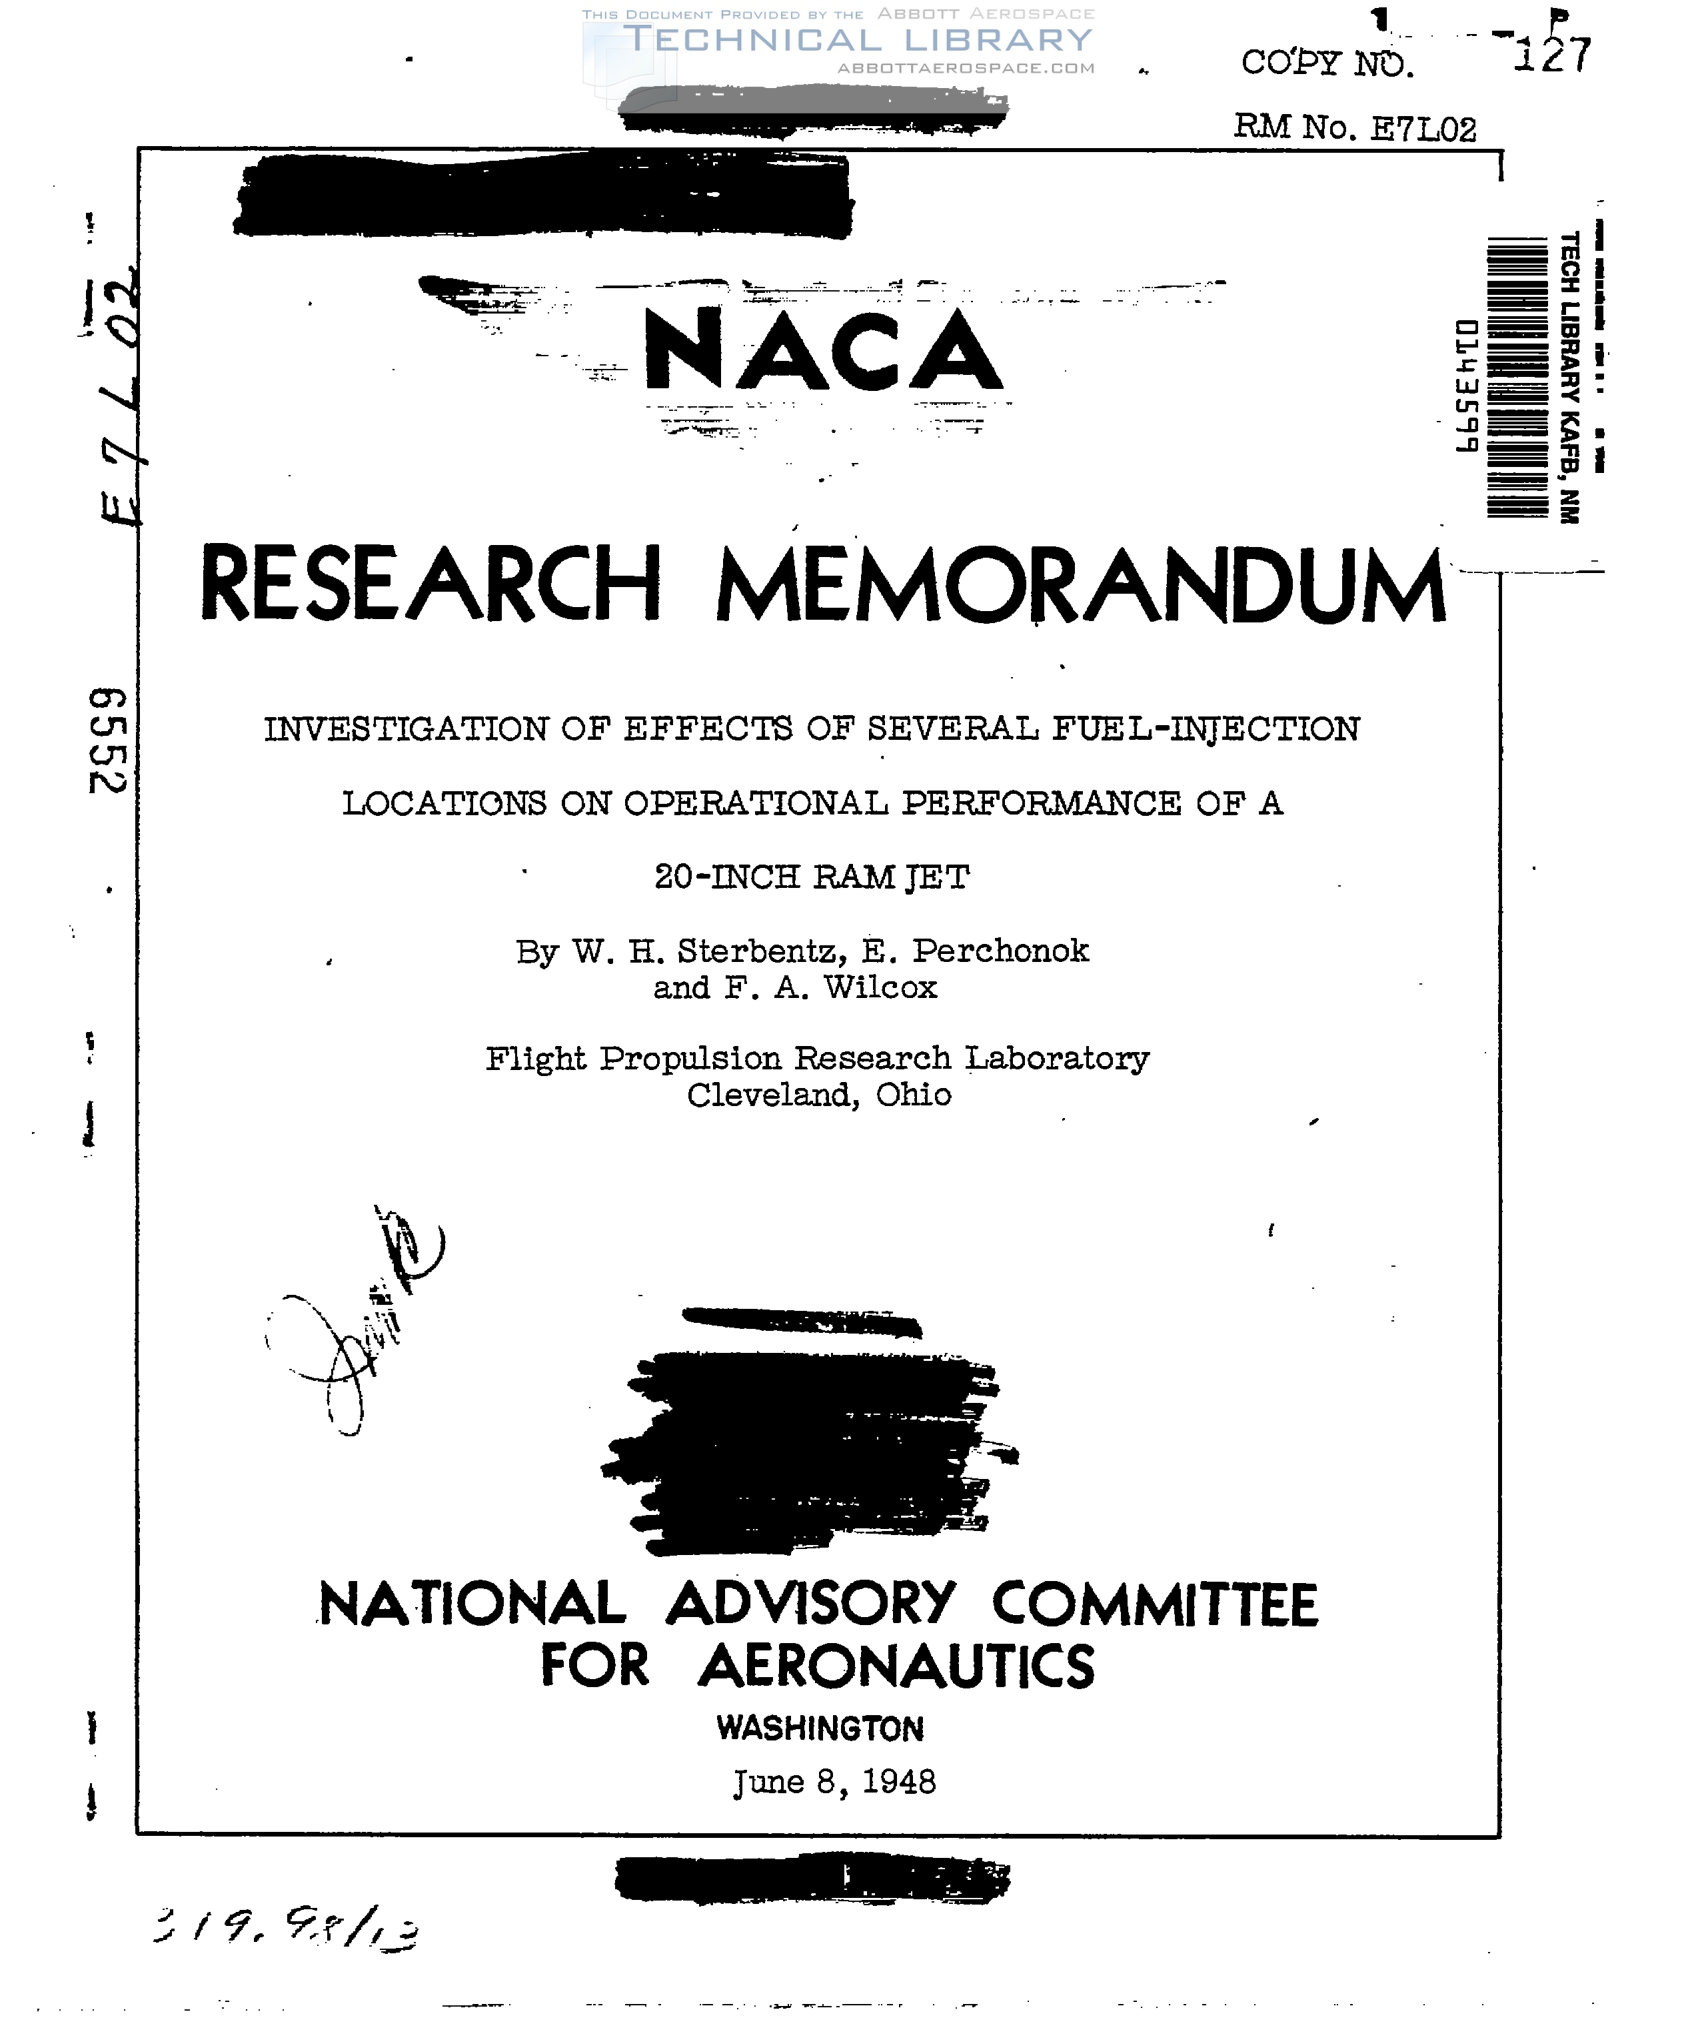 THIS DOCUMENT PROVIDED BY THE ABBOTT AEROSPACE
TECHNICAL LIBRARY
ABBOTTAEROSPACE.COM
COPY NO. 127
RM No. E7L02
E7L02
TECH LIBRARY KAFB, NM
0143599
NACA
RESEARCH MEMORANDUM
6552
INVESTIGATION OF EFFECTS OF SEVERAL FUEL-INJECTION
LOCATIONS ON OPERATIONAL PERFORMANCE OF A
20-INCH RAM JET
By W. H. Sterbentz, E. Perchonok
and F. A. Wilcox
Flight Propulsion Research Laboratory
Cleveland, Ohio
NATIONAL ADVISORY COMMITTEE
FOR AERONAUTICS
WASHINGTON
June 8, 1948
319.98/13